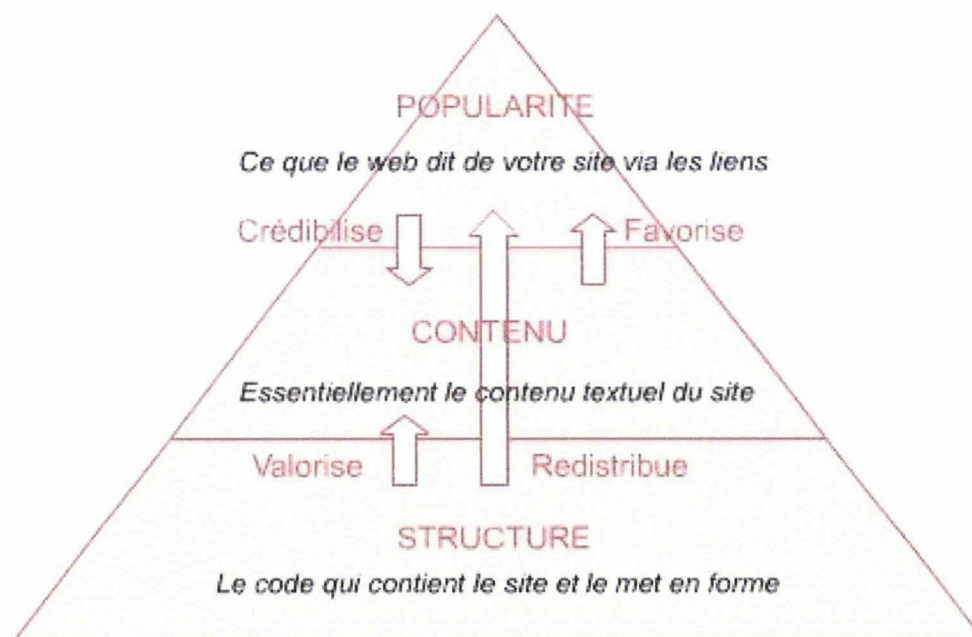 POPULARITE
Ce que le web dit de votre site via les liens
Crédibilise Favorise
CONTENU
Essentiellement le contenu textuel du site
Valorise Redistribue
STRUCTURE
Le code qui contient le site et le met en forme